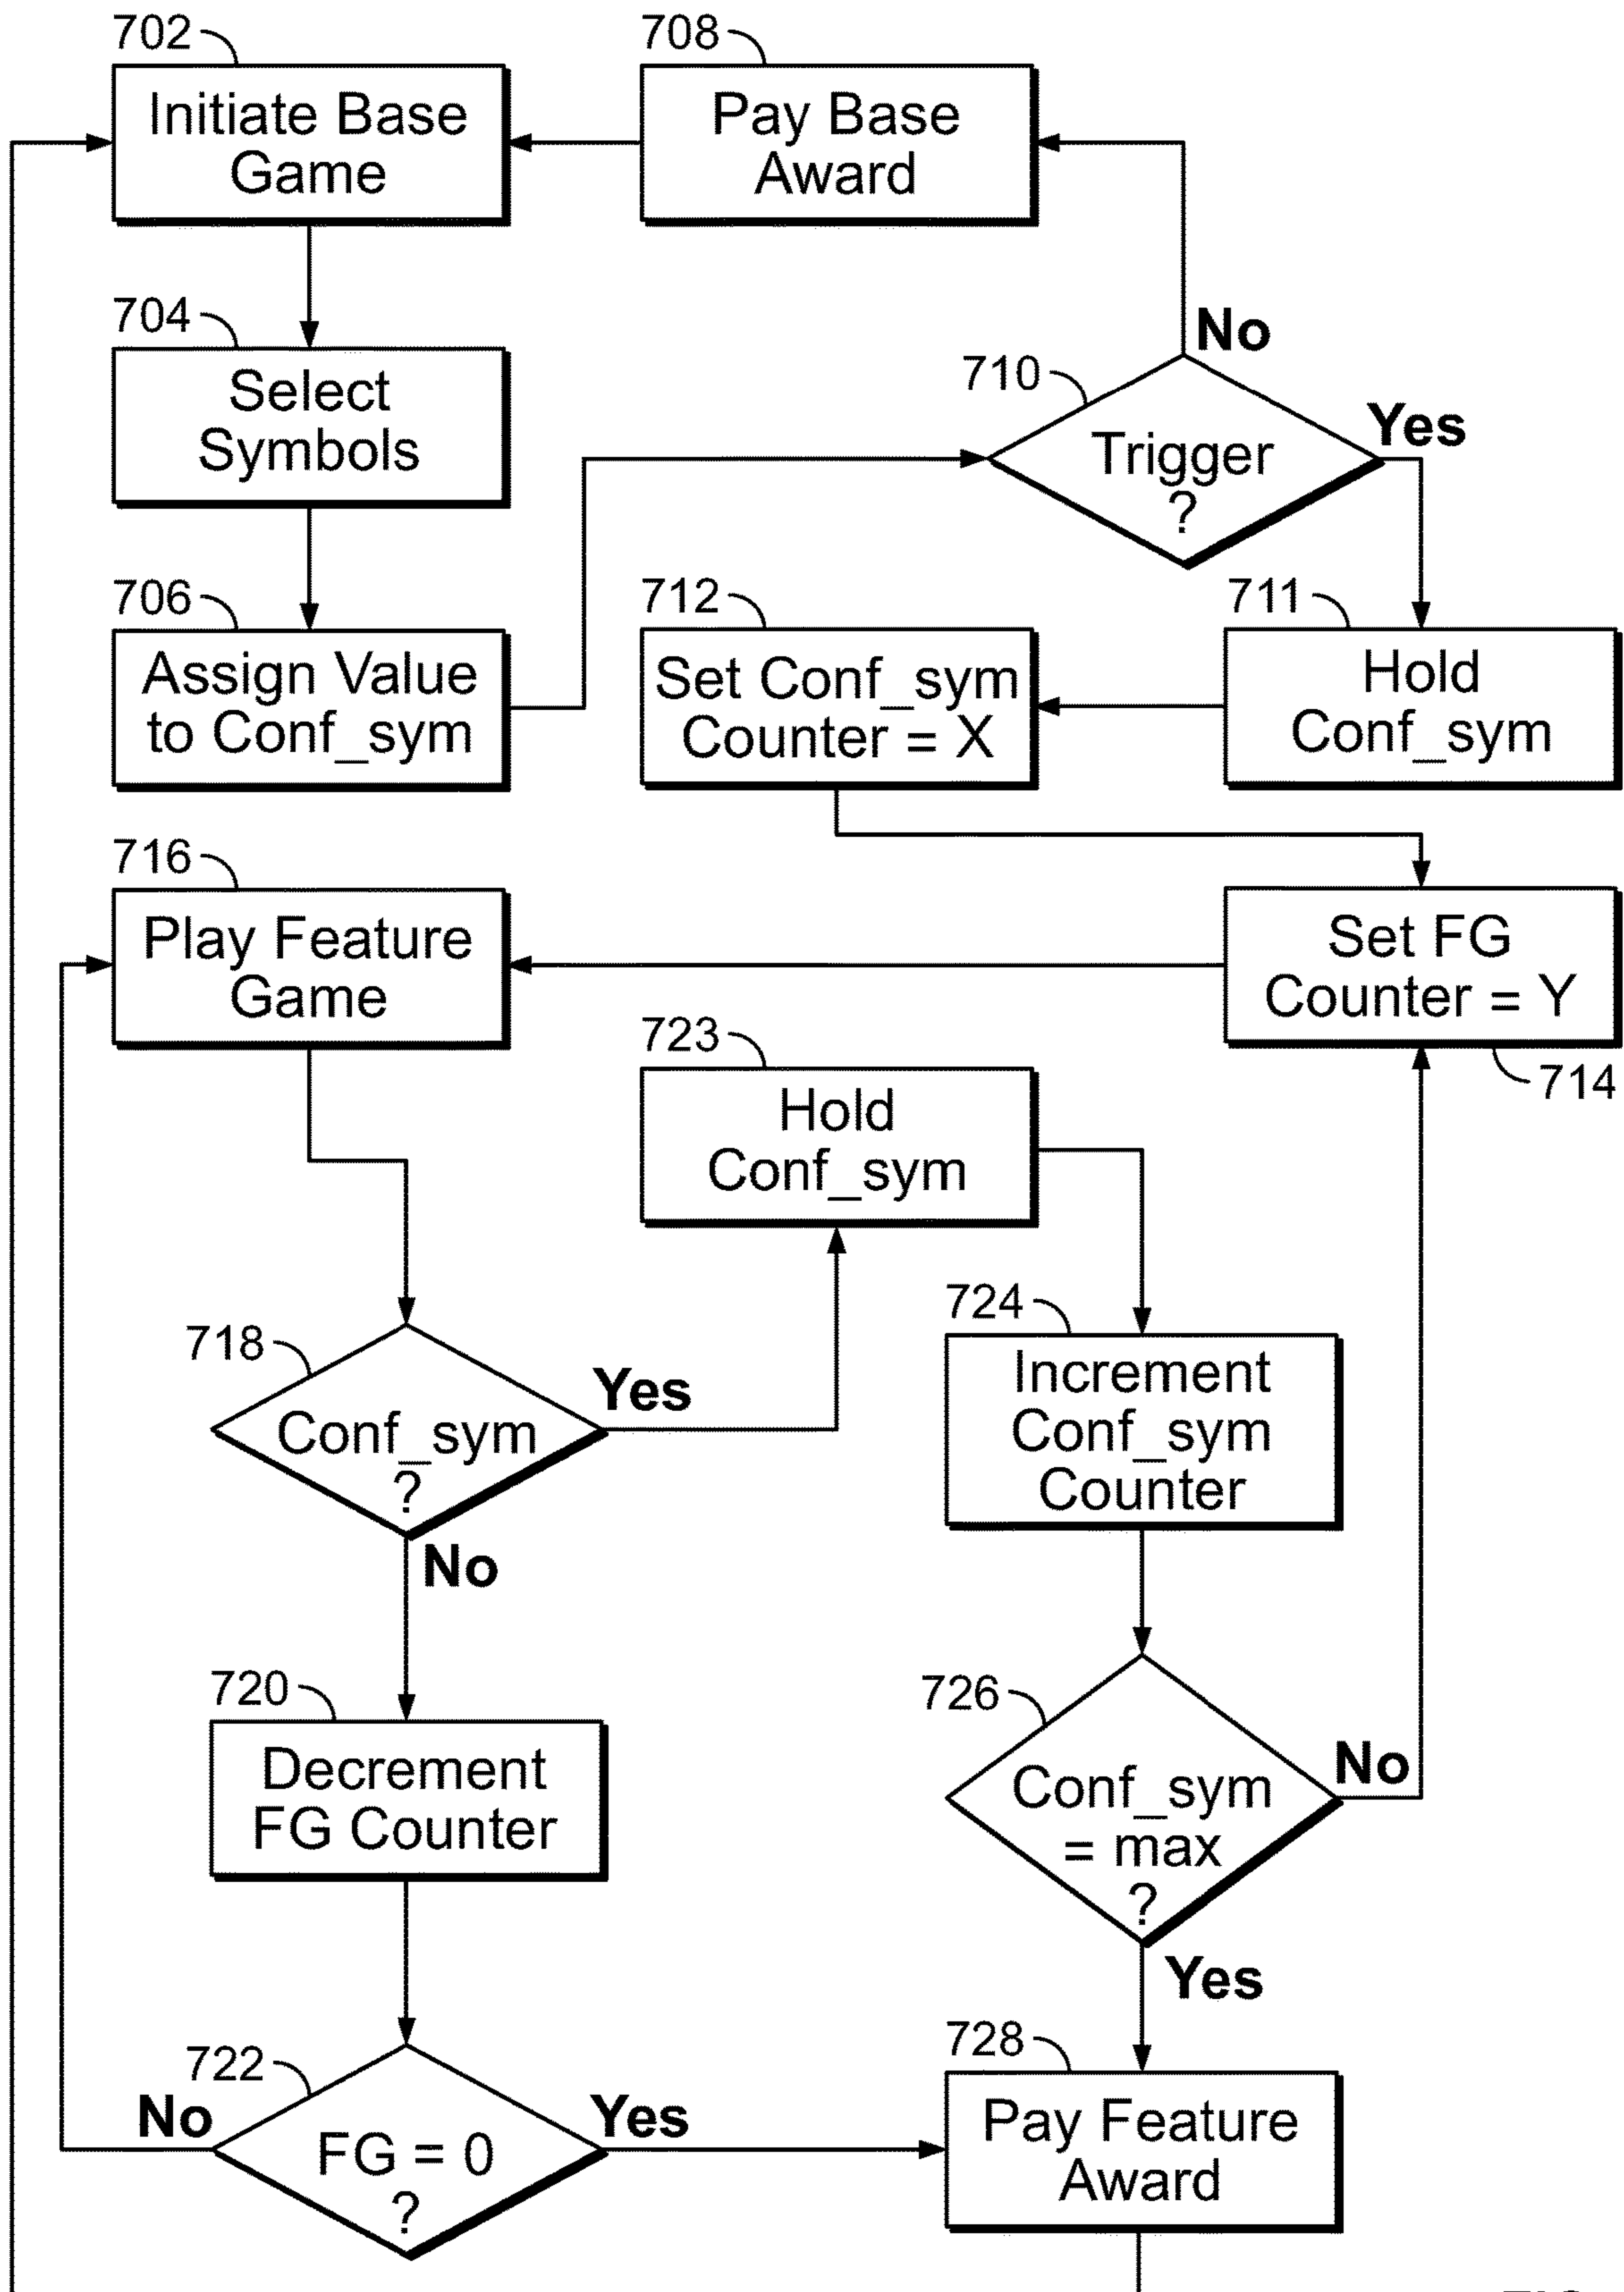 702
Initiate Base
Game
708
Pay Base
Award
704
Select
Symbols
No
710
Trigger
?
Yes
706
Assign Value
to Conf_sym
712
Set Conf_sym
Counter = X
711
Hold
Conf_sym
716
Play Feature
Game
Set FG
Counter = Y
714
723
Hold
Conf_sym
718
Conf_sym
?
Yes
No
724
Increment
Conf_sym
Counter
720
Decrement
FG Counter
726
Conf_sym
= max
?
No
Yes
722
No
FG = 0
?
Yes
728
Pay Feature
Award